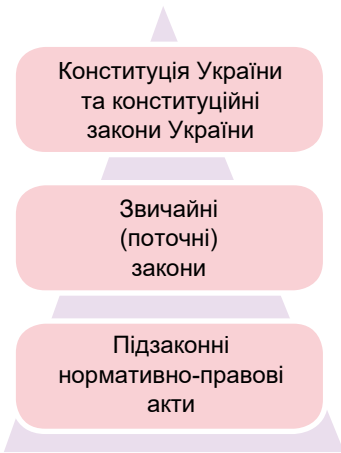 Конституція України
та конституційні
закони України
Звичайні
(поточні)
закони
Підзаконні
нормативно-правові
акти